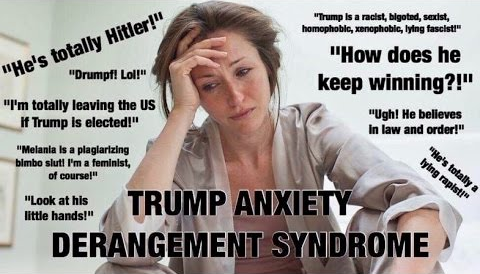 "He's totally Hitler!"
"Drumpf! Lol!"
"I'm totally leaving the US
if Trump is elected!"
"Melania is a plagiarizing
bimbo slut! I'm a feminist,
of course!"
"Look at his
little hands!"
"Trump is a racist, bigoted, sexist,
homophobic, xenophobic, lying fascist!"
"How does he
keep winning?!"
"Ugh! He believes
in law and order!"
"He's totally a
lying rapist!"
TRUMP ANXIETY
DERANGEMENT SYNDROME